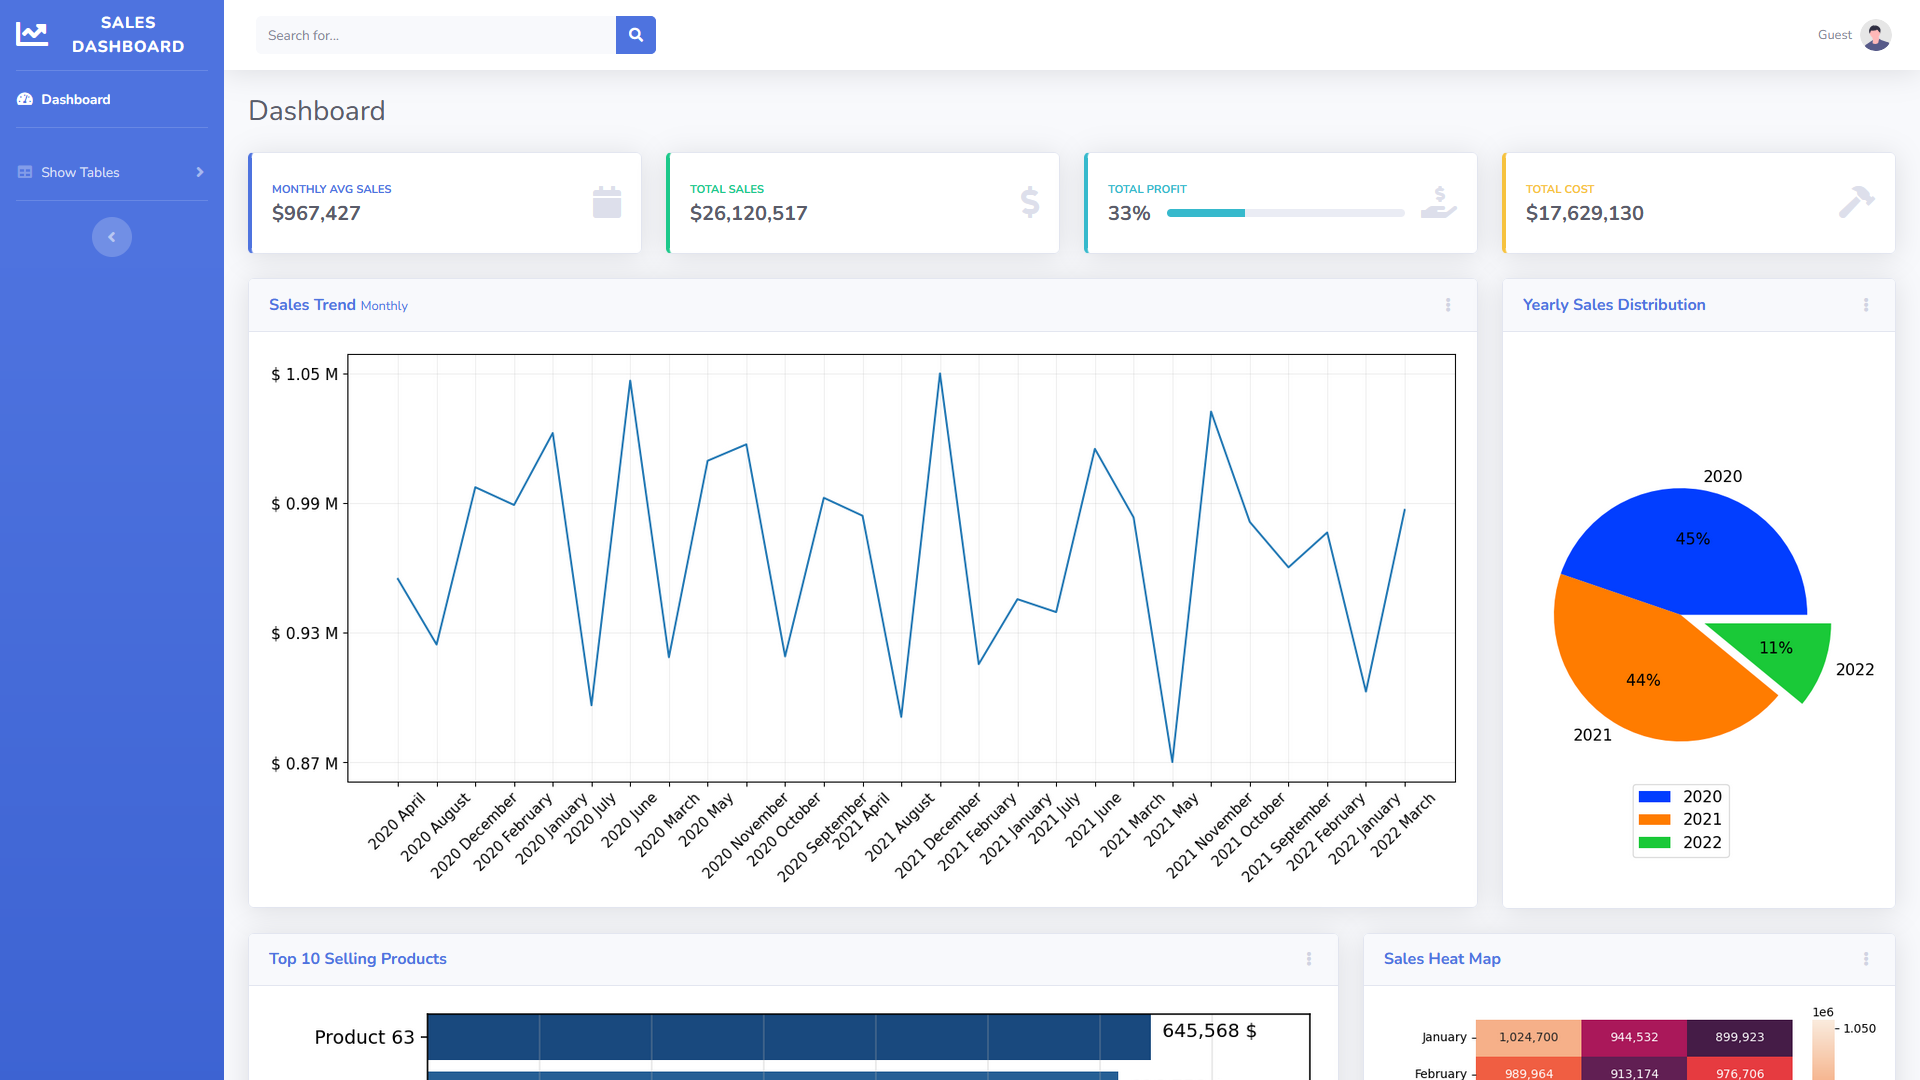 SALES
DASHBOARD
Dashboard
Show Tables
Search for...
Guest
Dashboard
MONTHLY AVG SALES
$967,427
TOTAL SALES
$26,120,517
TOTAL PROFIT
33%
TOTAL COST
$17,629,130
Sales Trend Monthly
$ 1.05 M
$ 0.99 M
$ 0.93 M
$ 0.87 M
2020 April
2020 August
2020 December
2020 February
2020 January
2020 July
2020 June
2020 March
2020 May
2020 November
2020 October
2020 September
2021 April
2021 August
2021 December
2021 February
2021 January
2021 July
2021 June
2021 March
2021 May
2021 November
2021 October
2021 September
2022 February
2022 January
2022 March
Yearly Sales Distribution
2020
45%
11%
2022
44%
2021
2020
2021
2022
Top 10 Selling Products
Product 63
645,568 $
Sales Heat Map
1e6
1.050
January
1,024,700
944,532
899,923
February
989,964
913,174
976,706